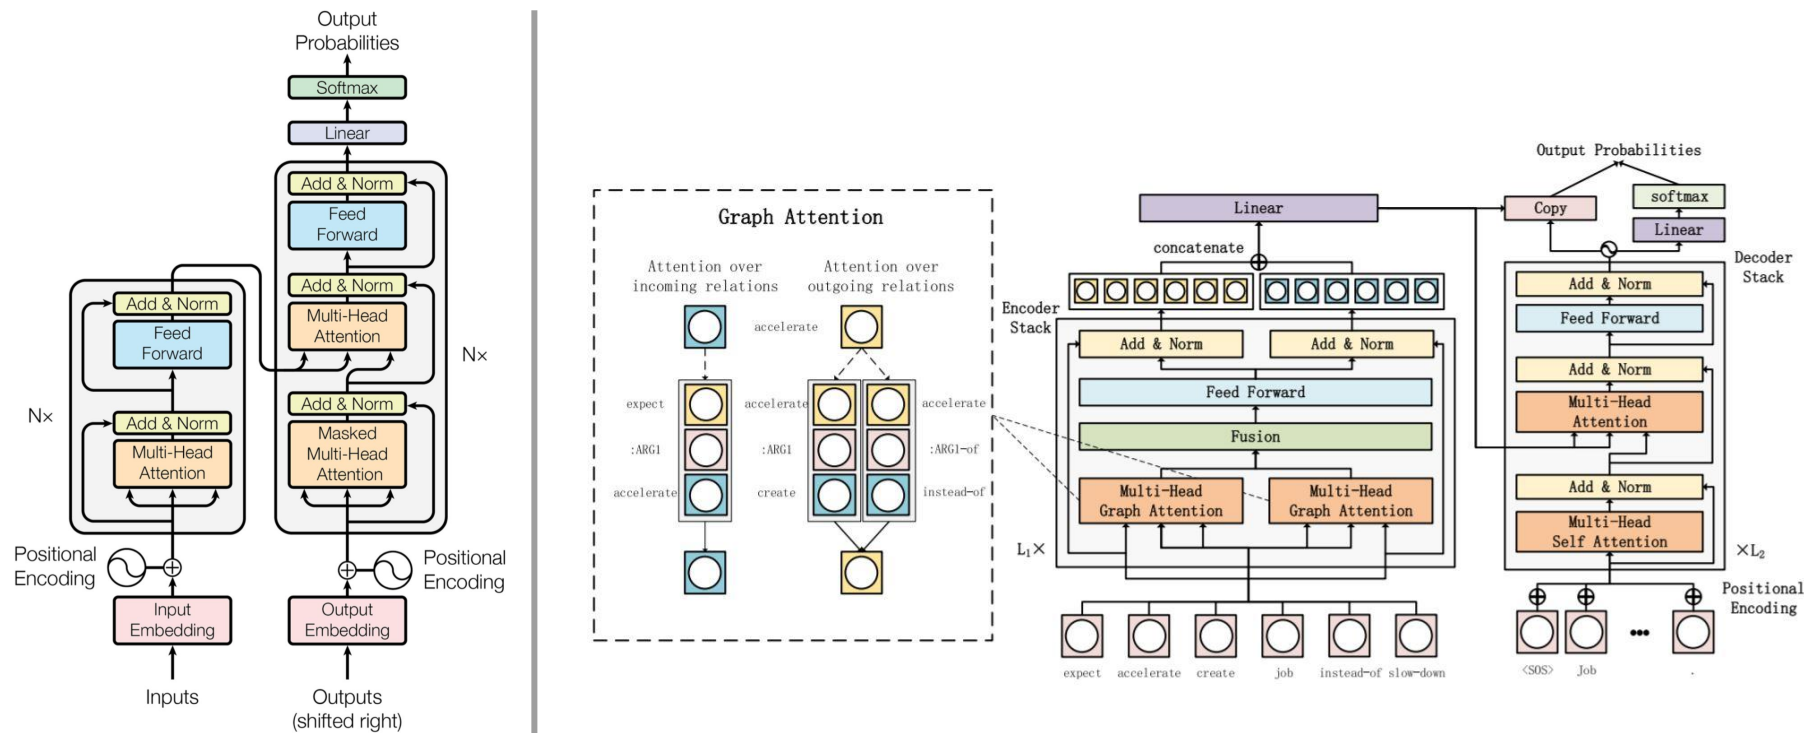 Output
Probabilities
Softmax
Linear
Add & Norm
Feed
Forward
Add & Norm
Multi-Head
Attention
Add & Norm
Masked
Multi-Head
Attention
N×
Add & Norm
Feed
Forward
Add & Norm
Multi-Head
Attention
N×
Positional
Encoding
Positional
Encoding
Input
Embedding
Output
Embedding
Inputs
Outputs
(shifted right)
Graph Attention
Attention over
incoming relations
Attention over
outgoing relations
accelerate
expect
:ARG1
accelerate
accelerate
:ARG1
create
accelerate
:ARG1-of
instead-of
Linear
concatenate
Encoder
Stack
Add & Norm
Add & Norm
Feed Forward
Fusion
Multi-Head
Graph Attention
Multi-Head
Graph Attention
L₁×
expect
accelerate
create
job
instead-of
slow-down
Output Probabilities
Copy
softmax
Linear
Decoder
Stack
Add & Norm
Feed Forward
Add & Norm
Multi-Head
Attention
Add & Norm
Multi-Head
Self Attention
×L₂
Positional
Encoding
•••
<SOS>
Job
.